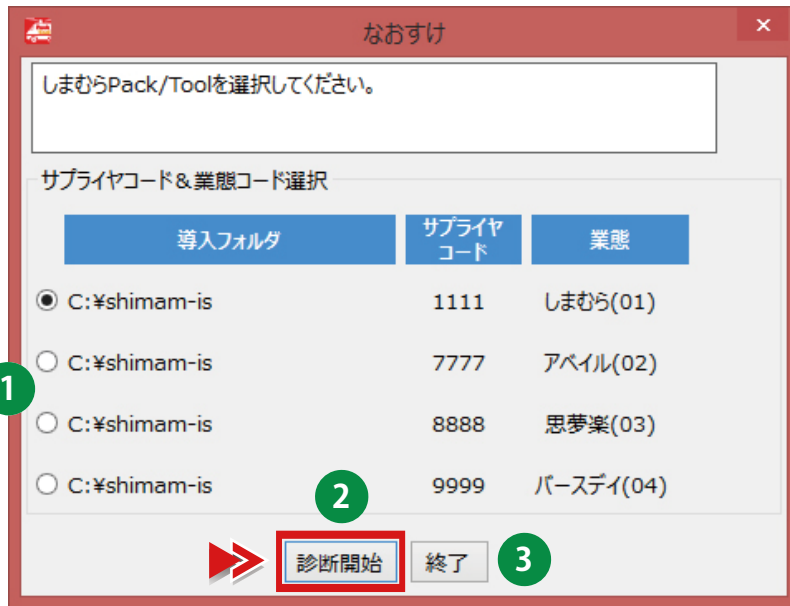 なおすけ
×
しまむらPack/Toolを選択してください。
サプライヤコード&業態コード選択
導入フォルダ サプライヤコード 業態
C:¥shimam-is 1111 しまむら(01)
C:¥shimam-is 7777 アベイル(02)
1
C:¥shimam-is 8888 思夢楽(03)
C:¥shimam-is 9999 バースデイ(04)
2
診断開始 終了 3